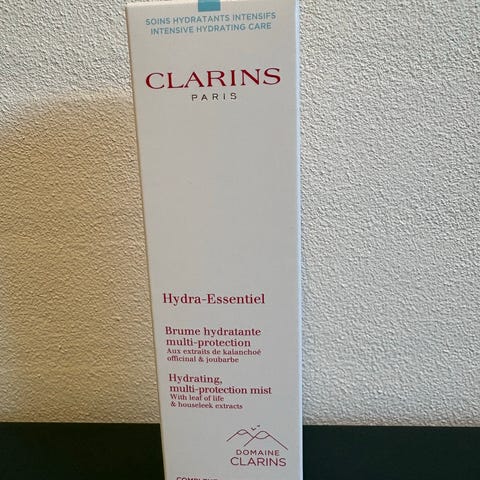 SOINS HYDRATANTS INTENSIFS
INTENSIVE HYDRATING CARE
CLARINS
PARIS
Hydra-Essentiel
Brume hydratante
multi-protection
Aux extraits de kalanchoé
officinal & joubarbe
Hydrating,
multi-protection mist
With leaf of life
& houseleek extracts
DOMAINE
CLARINS